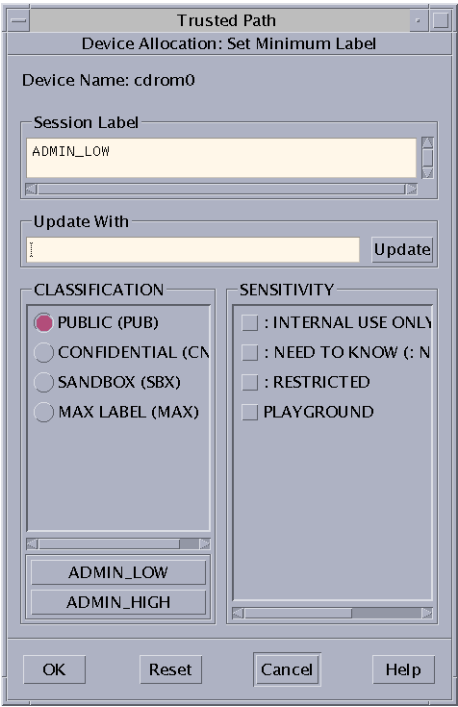 Trusted Path
Device Allocation: Set Minimum Label
Device Name: cdrom0
Session Label
ADMIN_LOW
Update With
Update
CLASSIFICATION
PUBLIC (PUB)
CONFIDENTIAL (CN
SANDBOX (SBX)
MAX LABEL (MAX)
ADMIN_LOW
ADMIN_HIGH
SENSITIVITY
: INTERNAL USE ONLY
: NEED TO KNOW (: N
: RESTRICTED
PLAYGROUND
OK
Reset
Cancel
Help